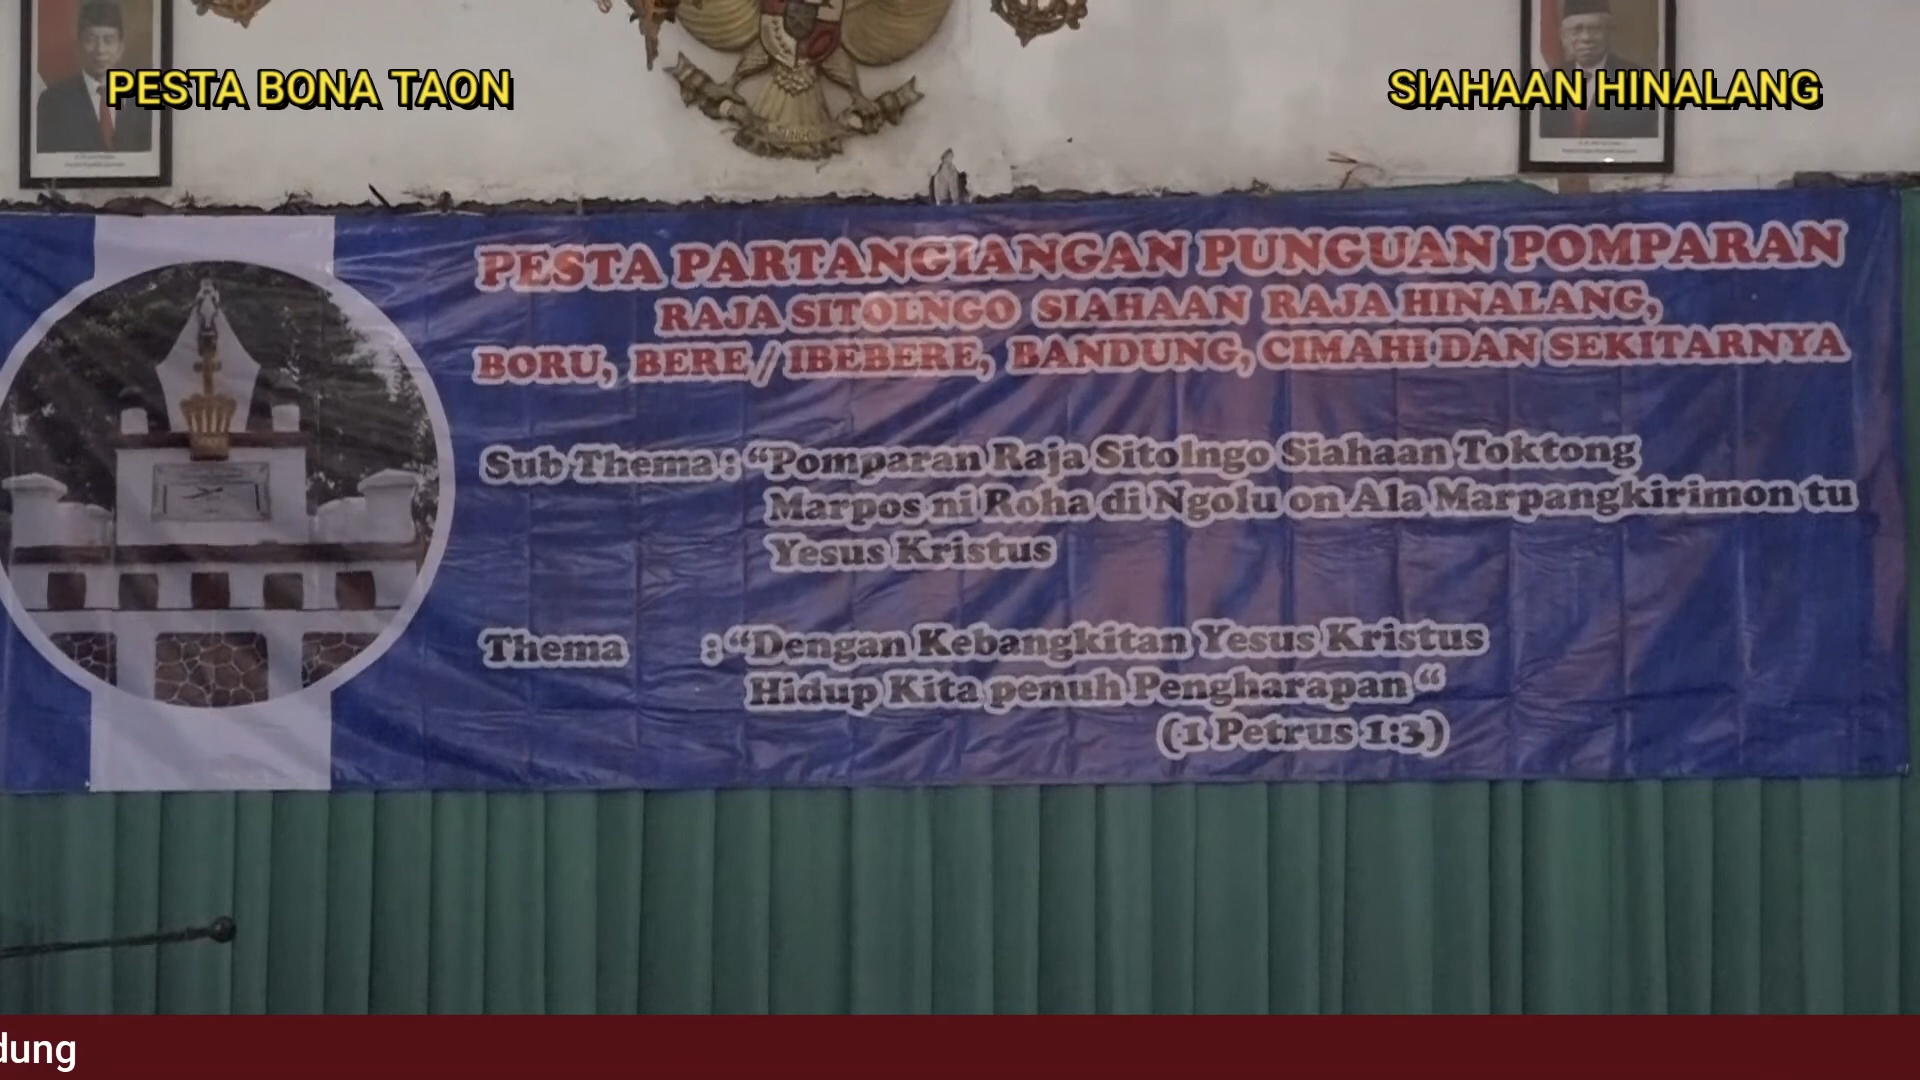 PESTA BONA TAON
SIAHAAN HINALANG
PESTA PARTANGIANGAN PUNGUAN POMPARAN
RAJA SITOLNGO SIAHAAN RAJA HINALANG,
BORU, BERE / IBEBERE, BANDUNG, CIMAHI DAN SEKITARNYA
Sub Thema : “Pomparan Raja Sitolngo Siahaan Toktong
Marpos ni Roha di Ngolu on Ala Marpangkirimon tu
Yesus Kristus
Thema : “Dengan Kebangkitan Yesus Kristus
Hidup Kita penuh Pengharapan “
(1 Petrus 1:3)
dung